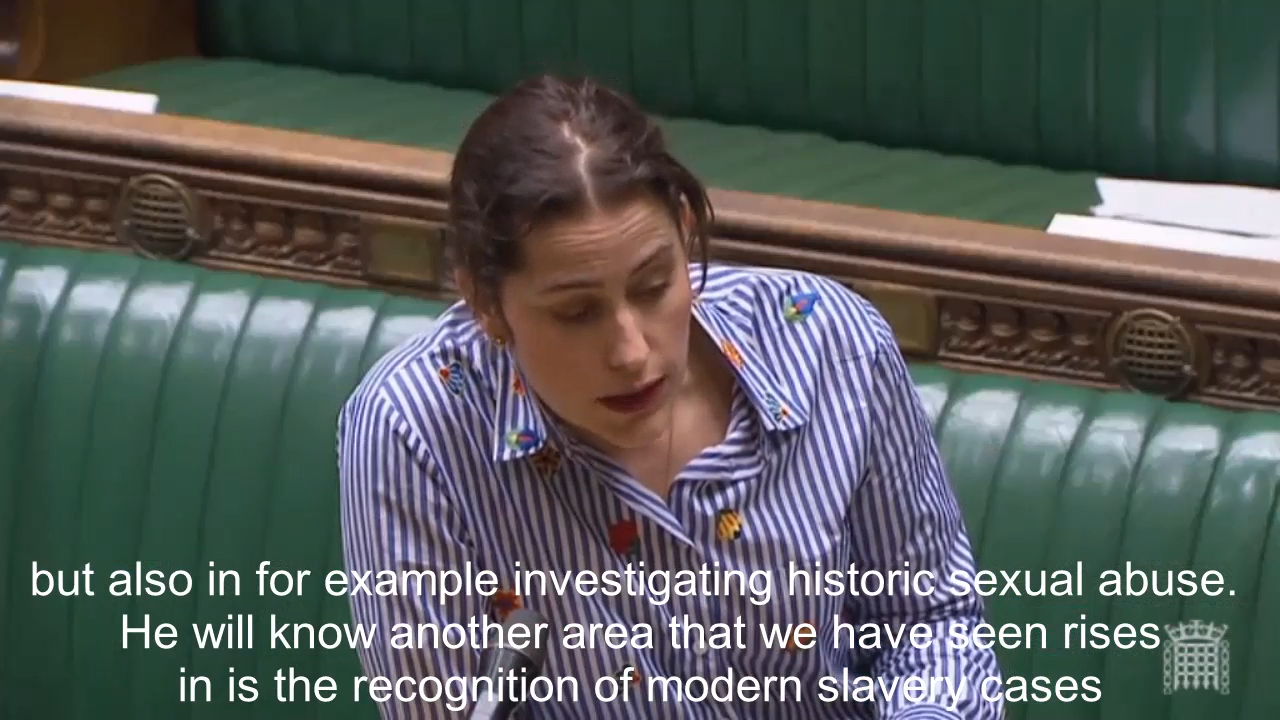 but also in for example investigating historic sexual abuse.
He will know another area that we have seen rises
in is the recognition of modern slavery cases